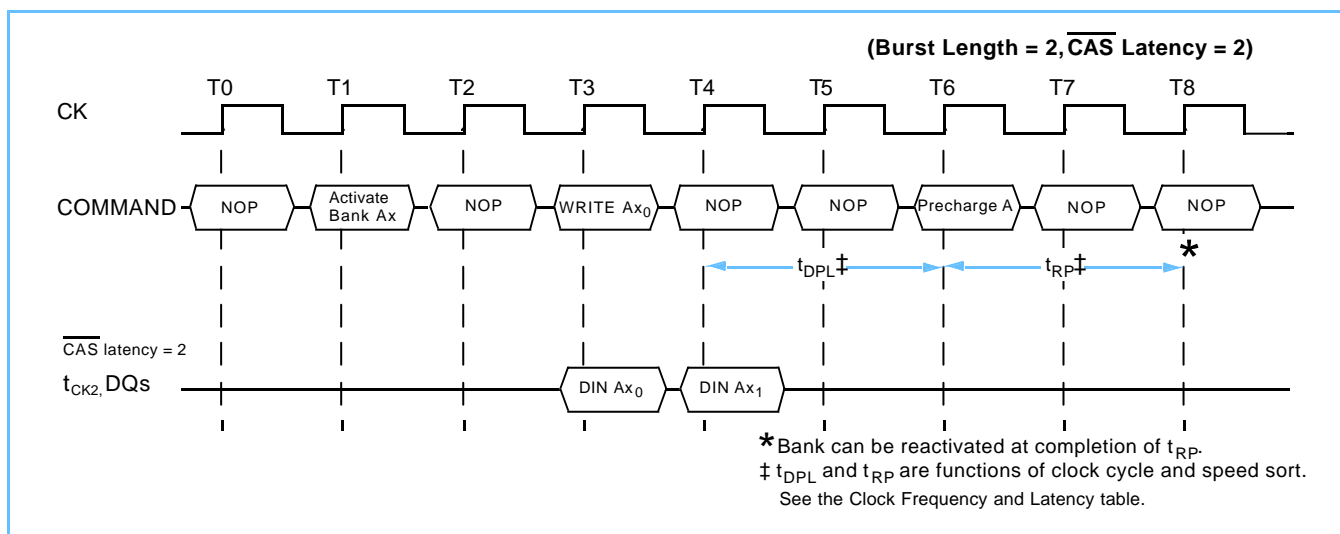 (Burst Length = 2, CAS Latency = 2)
T0 T1 T2 T3 T4 T5 T6 T7 T8
CK
COMMAND NOP Activate Bank Ax NOP WRITE Ax0 NOP NOP Precharge A NOP NOP
*
tDPL‡ tRP‡
CAS latency = 2
tCK2, DQs DIN Ax0 DIN Ax1
* Bank can be reactivated at completion of tRP.
‡ tDPL and tRP are functions of clock cycle and speed sort.
See the Clock Frequency and Latency table.